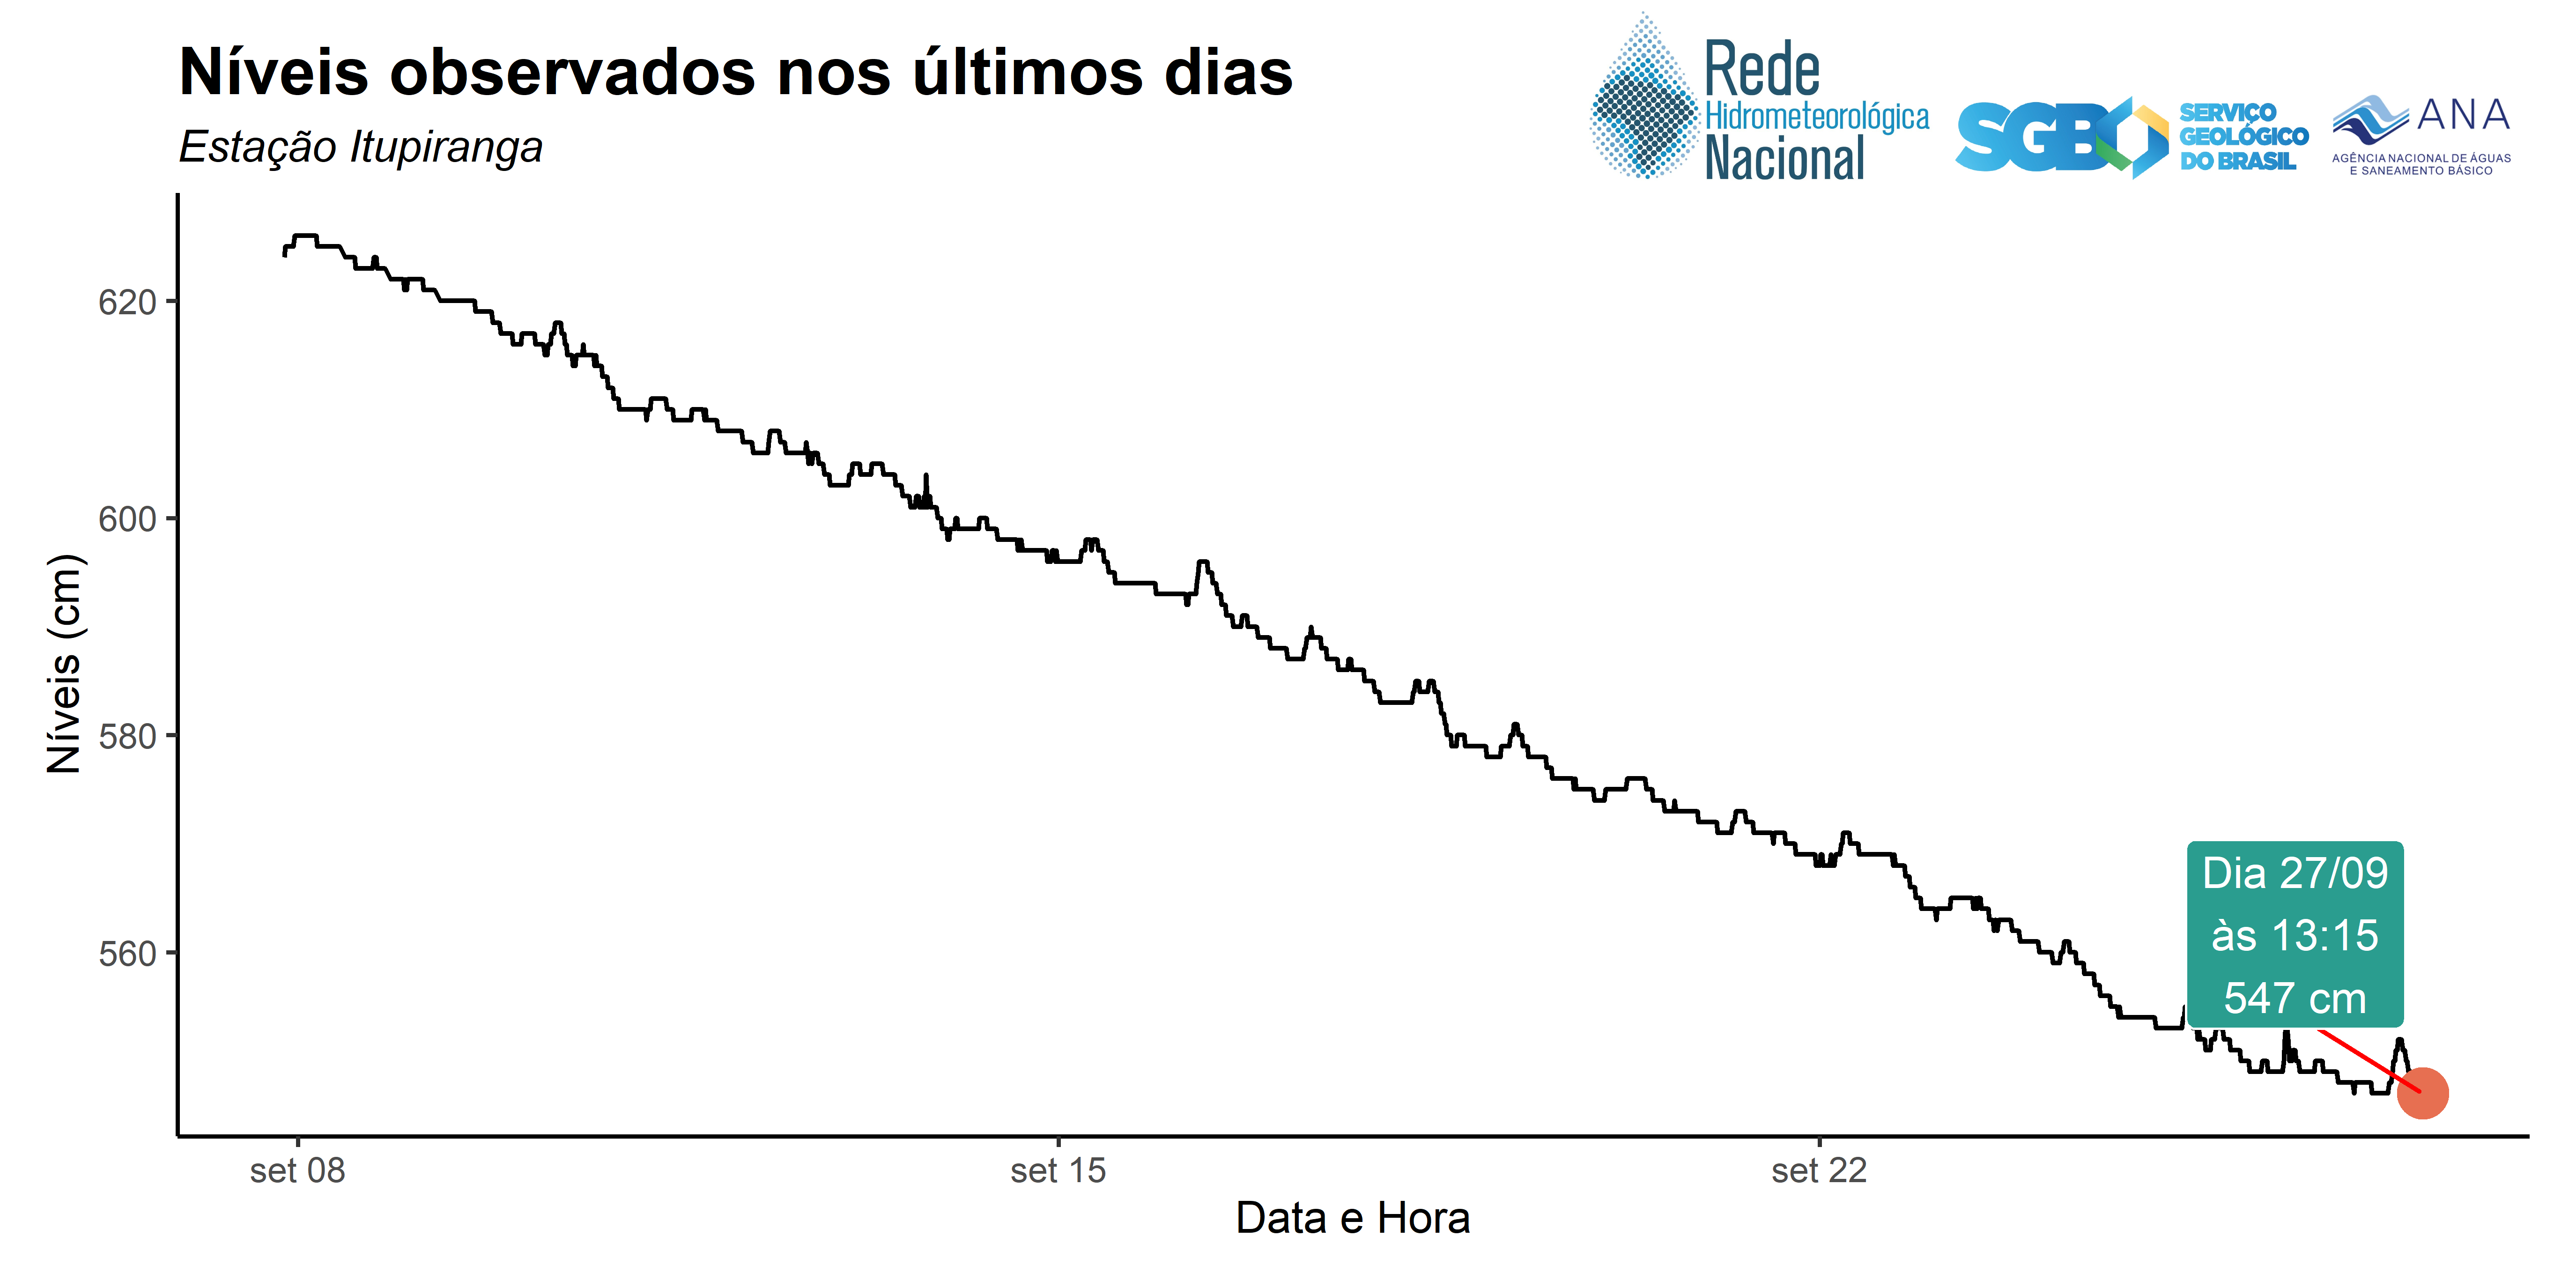 Níveis observados nos últimos dias
Estação Itupiranga
Rede
Hidrometeorológica
Nacional
SGB
SERVIÇO
GEOLÓGICO
DO BRASIL
ANA
AGÊNCIA NACIONAL DE ÁGUAS
E SANEAMENTO BÁSICO
Níveis (cm)
620
600
580
560
Dia 27/09
às 13:15
547 cm
set 08
set 15
set 22
Data e Hora